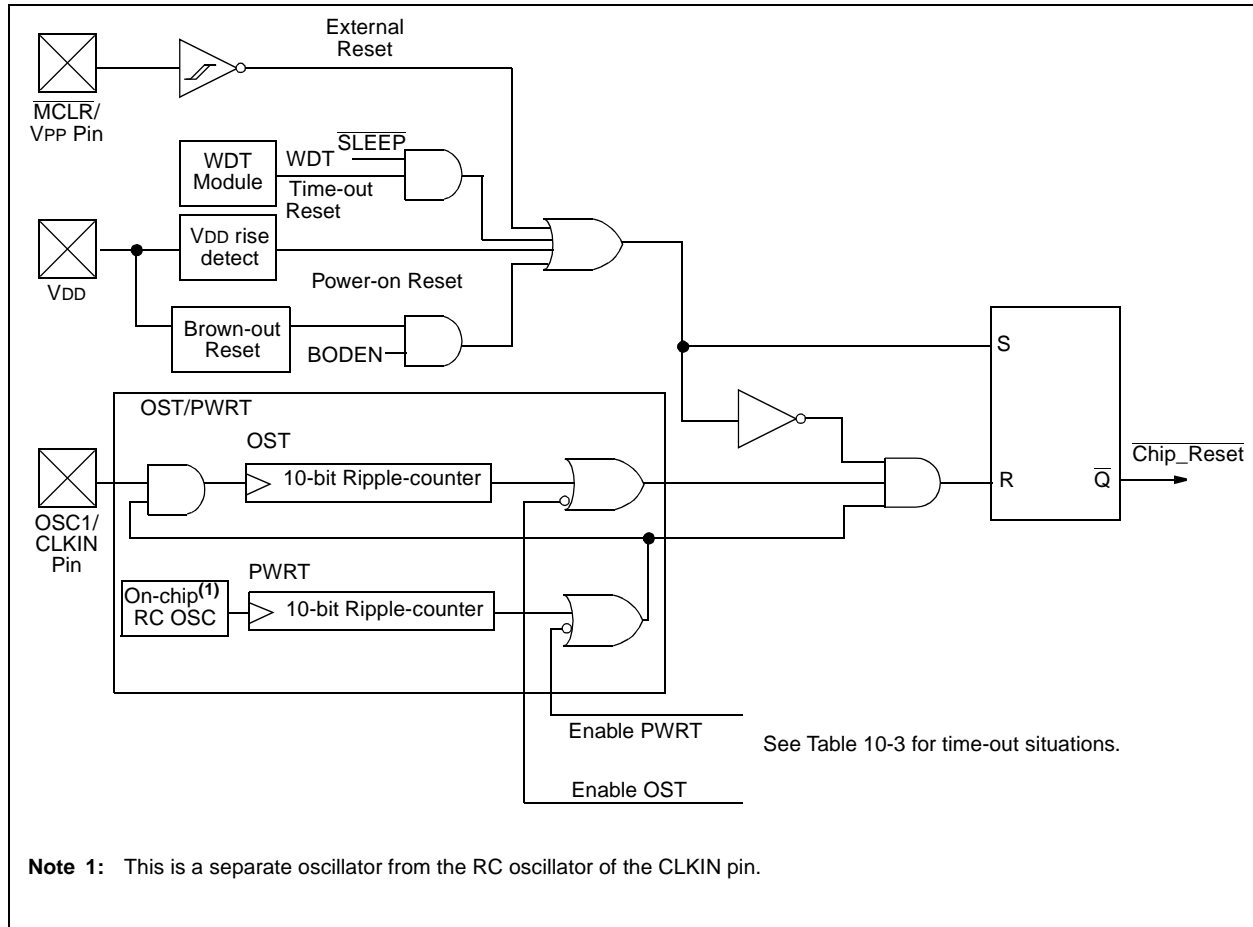 External
Reset
MCLR/
VPP Pin
SLEEP
WDT
Module
WDT
Time-out
Reset
VDD rise
detect
VDD
Power-on Reset
Brown-out
Reset
BODEN
S
OST/PWRT
OST
10-bit Ripple-counter
Chip_Reset
R
Q
OSC1/
CLKIN
Pin
PWRT
On-chip(1)
RC OSC
10-bit Ripple-counter
Enable PWRT
See Table 10-3 for time-out situations.
Enable OST
Note 1: This is a separate oscillator from the RC oscillator of the CLKIN pin.